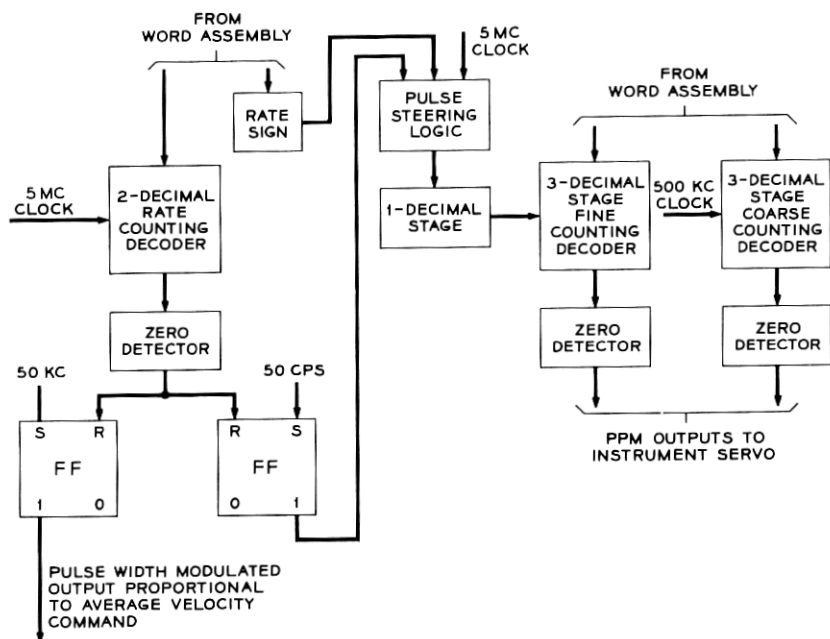 FROM
WORD ASSEMBLY
5 MC
CLOCK
RATE
SIGN
PULSE
STEERING
LOGIC
FROM
WORD ASSEMBLY
5 MC
CLOCK
2-DECIMAL
RATE
COUNTING
DECODER
1-DECIMAL
STAGE
3-DECIMAL
STAGE
FINE
COUNTING
DECODER
500 KC
CLOCK
3-DECIMAL
STAGE
COARSE
COUNTING
DECODER
ZERO
DETECTOR
ZERO
DETECTOR
ZERO
DETECTOR
50 KC
50 CPS
S R
FF
1 0
R S
FF
0 1
PPM OUTPUTS TO
INSTRUMENT SERVO
PULSE WIDTH MODULATED
OUTPUT PROPORTIONAL
TO AVERAGE VELOCITY
COMMAND